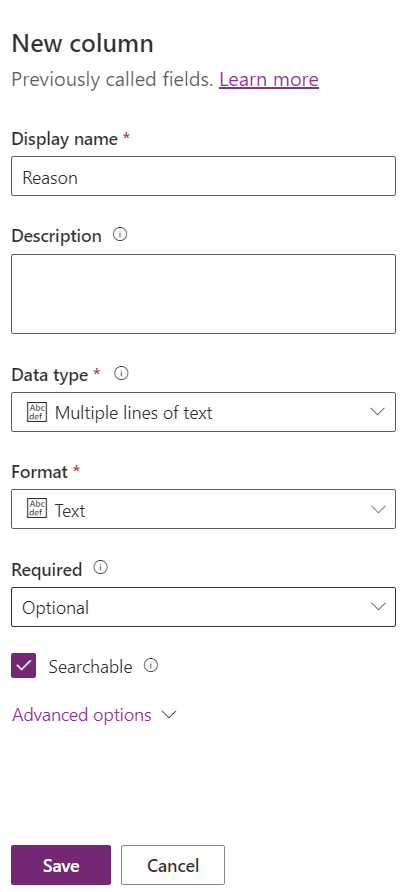 New column
Previously called fields. Learn more
Display name *
Reason
Description
Data type *
Abc
def
Multiple lines of text
Format *
Abc
def
Text
Required
Optional
Searchable
Advanced options
Save
Cancel